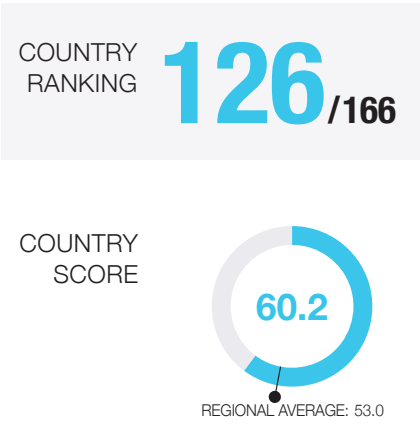 COUNTRY
RANKING
126/166
COUNTRY
SCORE
60.2
REGIONAL AVERAGE: 53.0